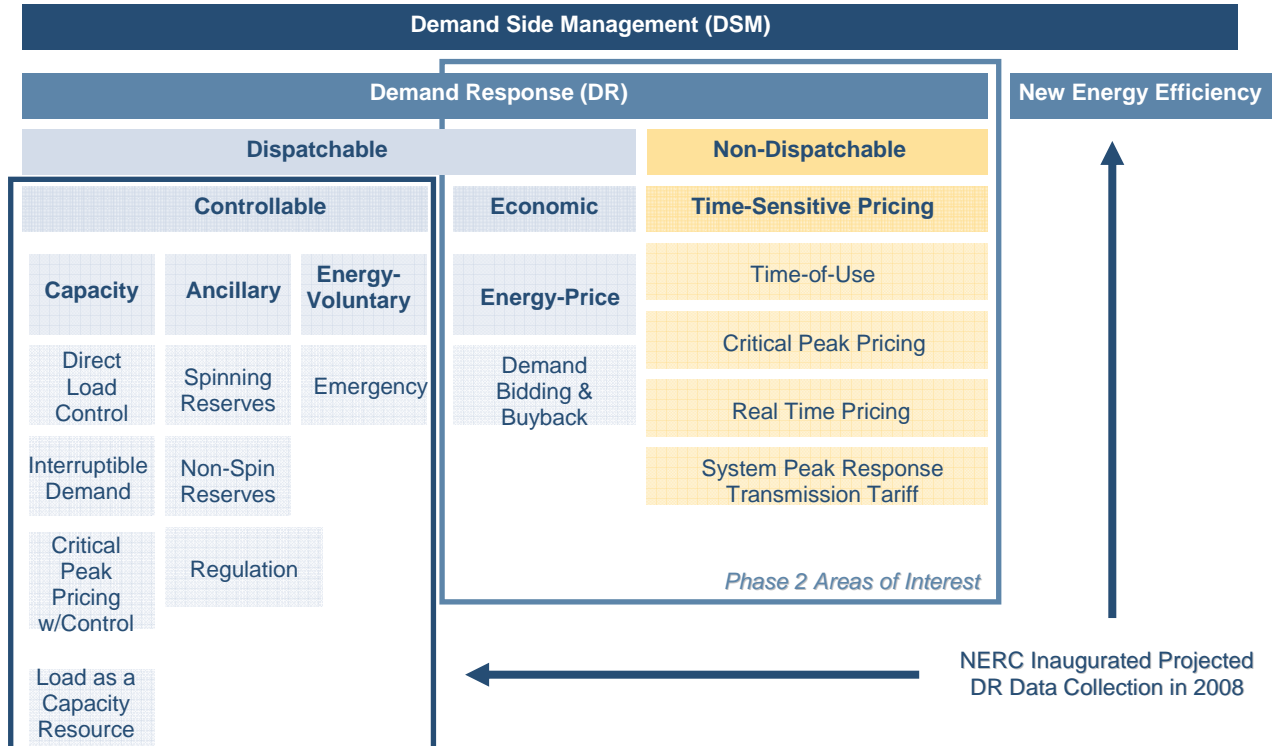 Demand Side Management (DSM)
Demand Response (DR)
New Energy Efficiency
Dispatchable
Non-Dispatchable
Controllable
Economic
Time-Sensitive Pricing
Capacity
Ancillary
Energy-
Voluntary
Energy-Price
Time-of-Use
Critical Peak Pricing
Real Time Pricing
System Peak Response
Transmission Tariff
Direct
Load
Control
Spinning
Reserves
Emergency
Demand
Bidding &
Buyback
Interruptible
Demand
Non-Spin
Reserves
Critical
Peak
Pricing
w/Control
Regulation
Load as a
Capacity
Resource
Phase 2 Areas of Interest
NERC Inaugurated Projected
DR Data Collection in 2008